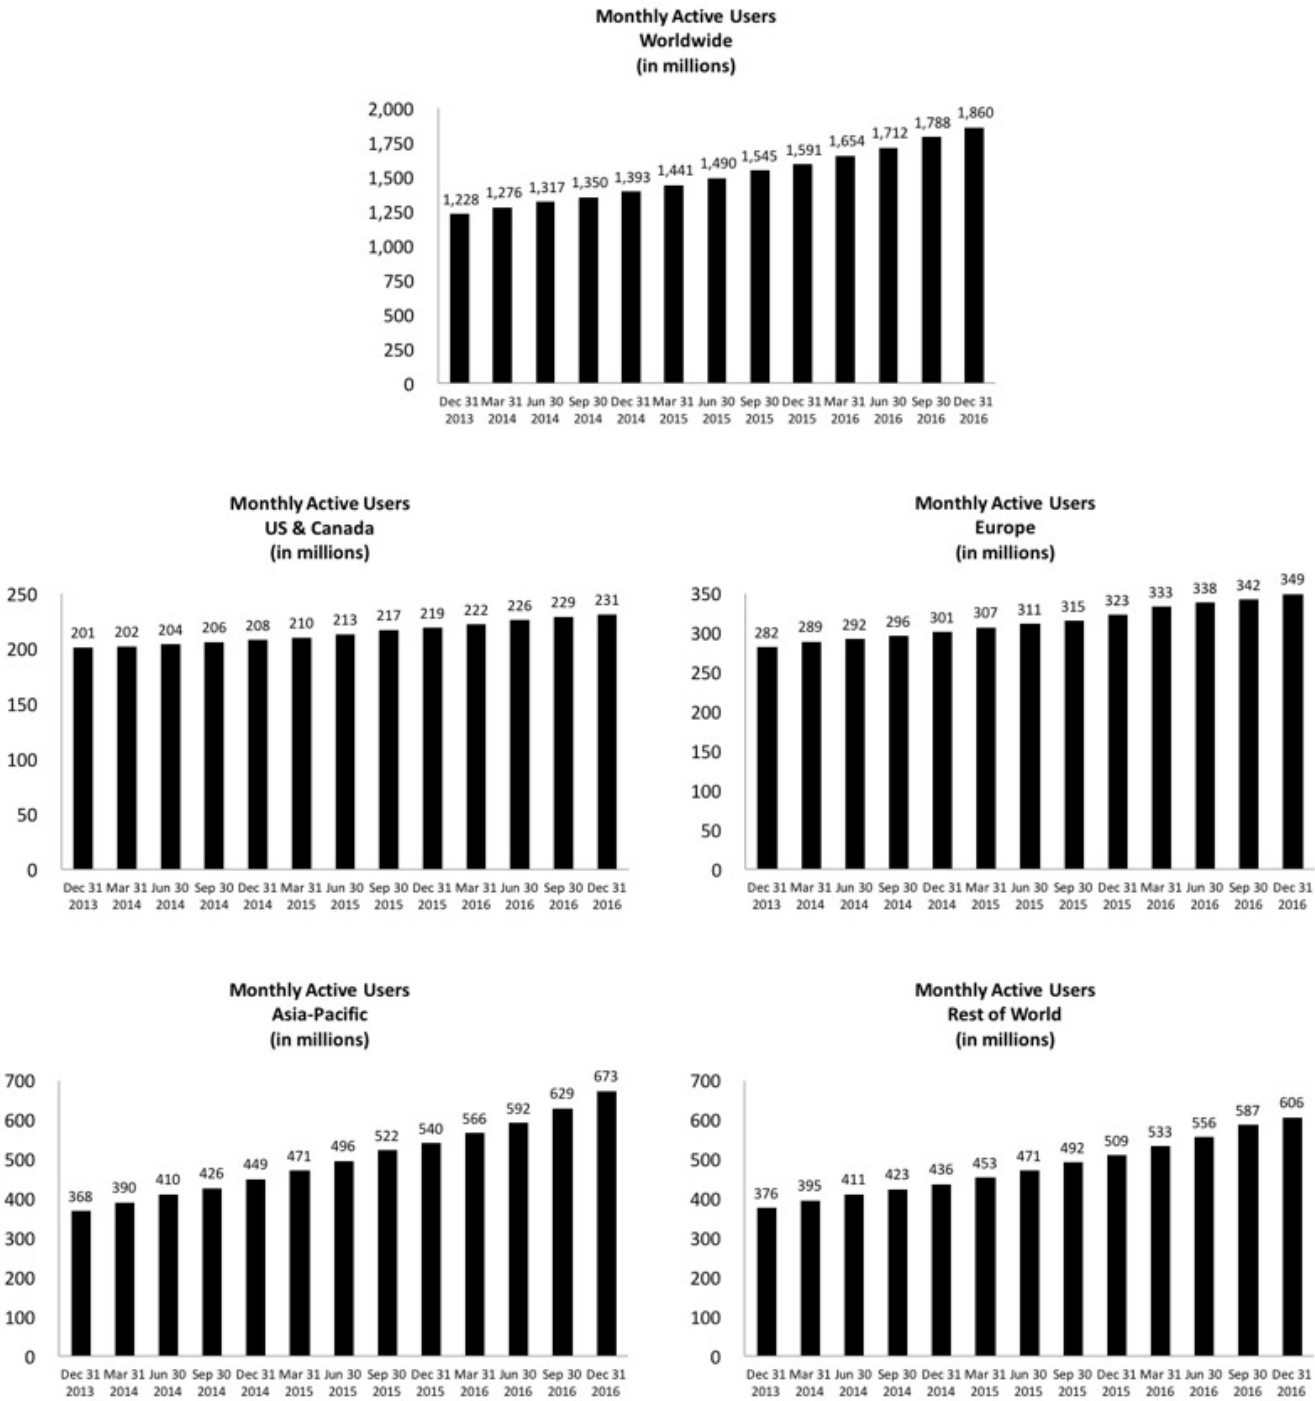 Monthly Active Users
Worldwide
(in millions)
2,000
1,750
1,500
1,250
1,000
750
500
250
0
1,228 1,276 1,317 1,350 1,393 1,441 1,490 1,545 1,591 1,654 1,712 1,788 1,860
Dec 31 Mar 31 Jun 30 Sep 30 Dec 31 Mar 31 Jun 30 Sep 30 Dec 31 Mar 31 Jun 30 Sep 30 Dec 31
2013 2014 2014 2014 2014 2015 2015 2015 2015 2016 2016 2016 2016
Monthly Active Users
US & Canada
(in millions)
250
200
150
100
50
0
201 202 204 206 208 210 213 217 219 222 226 229 231
Dec 31 Mar 31 Jun 30 Sep 30 Dec 31 Mar 31 Jun 30 Sep 30 Dec 31 Mar 31 Jun 30 Sep 30 Dec 31
2013 2014 2014 2014 2014 2015 2015 2015 2015 2016 2016 2016 2016
Monthly Active Users
Europe
(in millions)
350
300
250
200
150
100
50
0
282 289 292 296 301 307 311 315 323 333 338 342 349
Dec 31 Mar 31 Jun 30 Sep 30 Dec 31 Mar 31 Jun 30 Sep 30 Dec 31 Mar 31 Jun 30 Sep 30 Dec 31
2013 2014 2014 2014 2014 2015 2015 2015 2015 2016 2016 2016 2016
Monthly Active Users
Asia-Pacific
(in millions)
700
600
500
400
300
200
100
0
368 390 410 426 449 471 496 522 540 566 592 629 673
Dec 31 Mar 31 Jun 30 Sep 30 Dec 31 Mar 31 Jun 30 Sep 30 Dec 31 Mar 31 Jun 30 Sep 30 Dec 31
2013 2014 2014 2014 2014 2015 2015 2015 2015 2016 2016 2016 2016
Monthly Active Users
Rest of World
(in millions)
700
600
500
400
300
200
100
0
376 395 411 423 436 453 471 492 509 533 556 587 606
Dec 31 Mar 31 Jun 30 Sep 30 Dec 31 Mar 31 Jun 30 Sep 30 Dec 31 Mar 31 Jun 30 Sep 30 Dec 31
2013 2014 2014 2014 2014 2015 2015 2015 2015 2016 2016 2016 2016